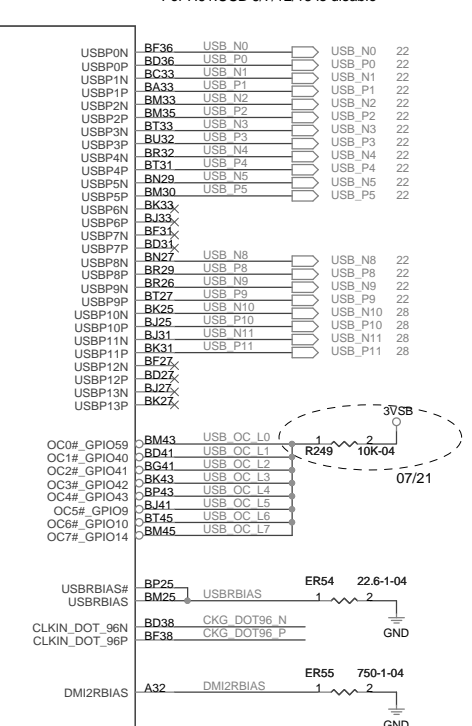 is disable
USBP0N BF36 USB_N0 USB_N0 22
USBP0P BD36 USB_P0 USB_P0 22
USBP1N BC33 USB_N1 USB_N1 22
USBP1P BA33 USB_P1 USB_P1 22
USBP2N BM33 USB_N2 USB_N2 22
USBP2P BM35 USB_P2 USB_P2 22
USBP3N BT33 USB_N3 USB_N3 22
USBP3P BU32 USB_P3 USB_P3 22
USBP4N BR32 USB_N4 USB_N4 22
USBP4P BT31 USB_P4 USB_P4 22
USBP5N BN29 USB_N5 USB_N5 22
USBP5P BM30 USB_P5 USB_P5 22
USBP6N BK33
USBP6P BJ33
USBP7N BF31
USBP7P BD31
USBP8N BN27 USB_N8 USB_N8 22
USBP8P BR29 USB_P8 USB_P8 22
USBP9N BR26 USB_N9 USB_N9 22
USBP9P BT27 USB_P9 USB_P9 22
USBP10N BK25 USB_N10 USB_N10 28
USBP10P BJ25 USB_P10 USB_P10 28
USBP11N BJ31 USB_N11 USB_N11 28
USBP11P BK31 USB_P11 USB_P11 28
USBP12N BF27
USBP12P BD27
USBP13N BJ27
USBP13P BK27
3VSB
OC0#_GPIO59 BM43 USB_OC_L0 1 2
R249 10K-04
OC1#_GPIO40 BD41 USB_OC_L1
OC2#_GPIO41 BG41 USB_OC_L2
OC3#_GPIO42 BK43 USB_OC_L3
07/21
OC4#_GPIO43 BP43 USB_OC_L4
OC5#_GPIO9 BJ41 USB_OC_L5
OC6#_GPIO10 BT45 USB_OC_L6
OC7#_GPIO14 BM45 USB_OC_L7
ER54 22.6-1-04
USBRBIAS# BP25
USBRBIAS BM25 USBRBIAS 1 2
GND
CLKIN_DOT_96N BD38 CKG_DOT96_N
CLKIN_DOT_96P BF38 CKG_DOT96_P
ER55 750-1-04
DMI2RBIAS A32 DMI2RBIAS 1 2
GND